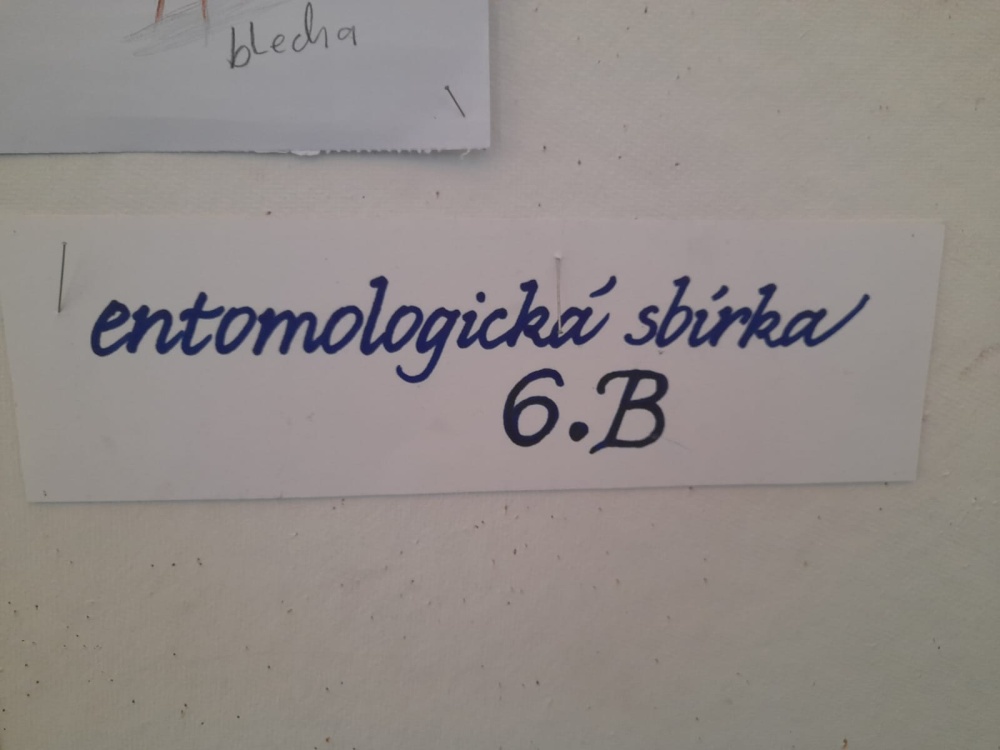 blecha
entomologická sbírka
6.B